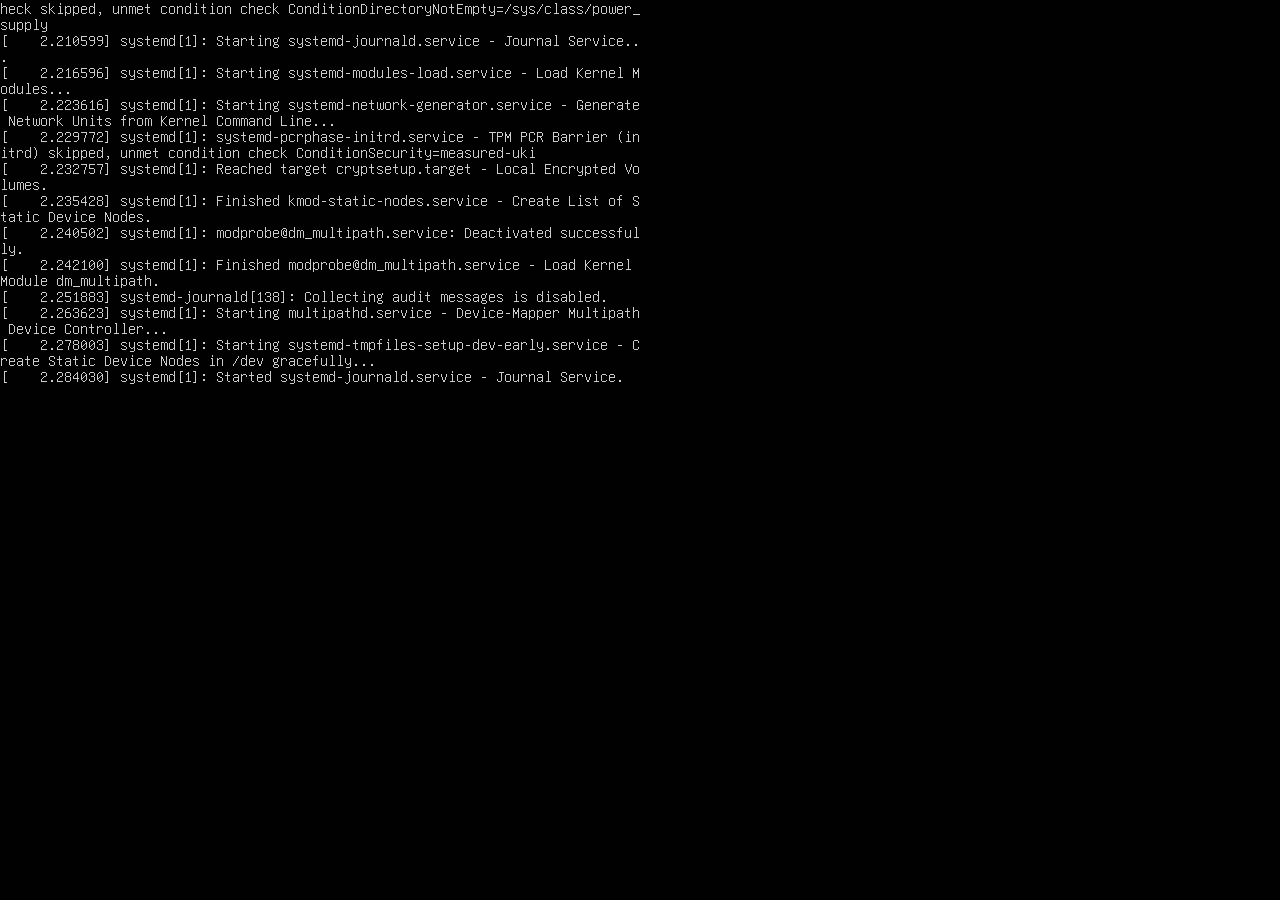 heck skipped, unmet condition check ConditionDirectoryNotEmpty=/sys/class/power_
supply
[    2.210599] systemd[1]: Starting systemd-journald.service - Journal Service..
.
[    2.216596] systemd[1]: Starting systemd-modules-load.service - Load Kernel M
odules...
[    2.223616] systemd[1]: Starting systemd-network-generator.service - Generate
 Network Units from Kernel Command Line...
[    2.229772] systemd[1]: systemd-pcrphase-initrd.service - TPM PCR Barrier (in
itrd) skipped, unmet condition check ConditionSecurity=measured-uki
[    2.232757] systemd[1]: Reached target cryptsetup.target - Local Encrypted Vo
lumes.
[    2.235428] systemd[1]: Finished kmod-static-nodes.service - Create List of S
tatic Device Nodes.
[    2.240502] systemd[1]: modprobe@dm_multipath.service: Deactivated successful
ly.
[    2.242100] systemd[1]: Finished modprobe@dm_multipath.service - Load Kernel
Module dm_multipath.
[    2.251883] systemd-journald[138]: Collecting audit messages is disabled.
[    2.263623] systemd[1]: Starting multipathd.service - Device-Mapper Multipath
 Device Controller...
[    2.278003] systemd[1]: Starting systemd-tmpfiles-setup-dev-early.service - C
reate Static Device Nodes in /dev gracefully...
[    2.284030] systemd[1]: Started systemd-journald.service - Journal Service.